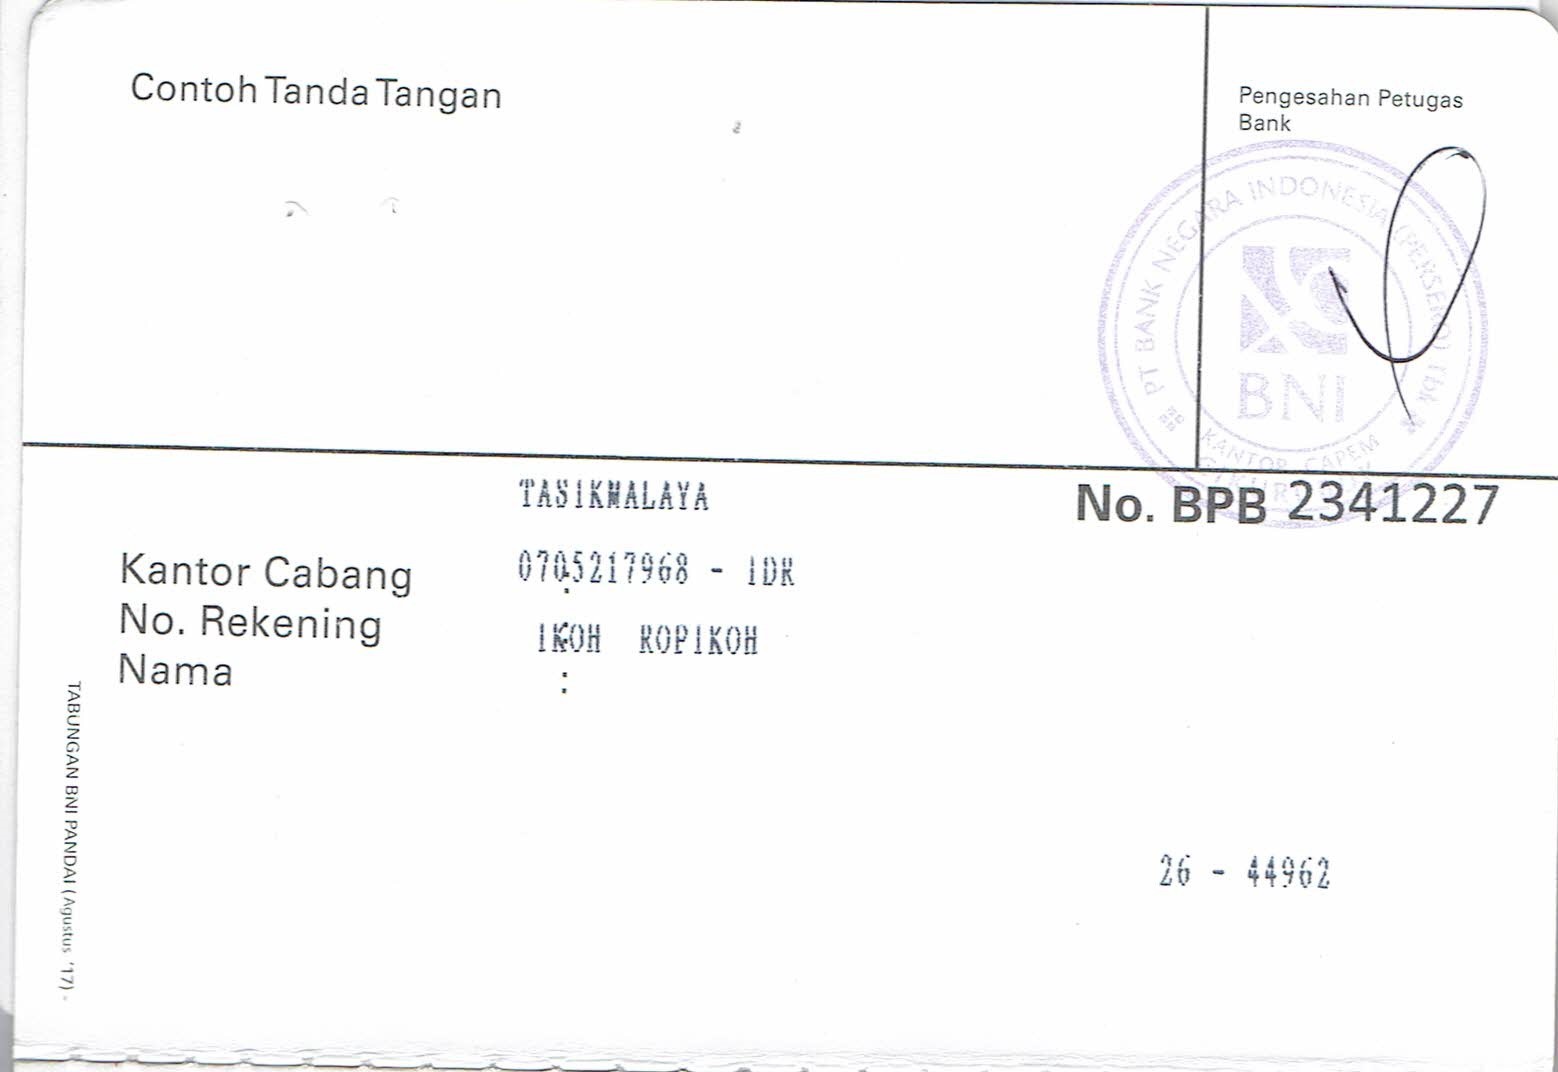 Contoh Tanda Tangan
Pengesahan Petugas
Bank
PT BANK NEGARA INDONESIA (PERSERO) Tbk
BNI
KANTOR CAPEM
TASIKMALAYA
No. BPB 2341227
Kantor Cabang
0705217968 - IDR
No. Rekening :
IKOH ROPIKOH
Nama :
26 - 44962
TABUNGAN BNI PANDAI (Agustus '17) -